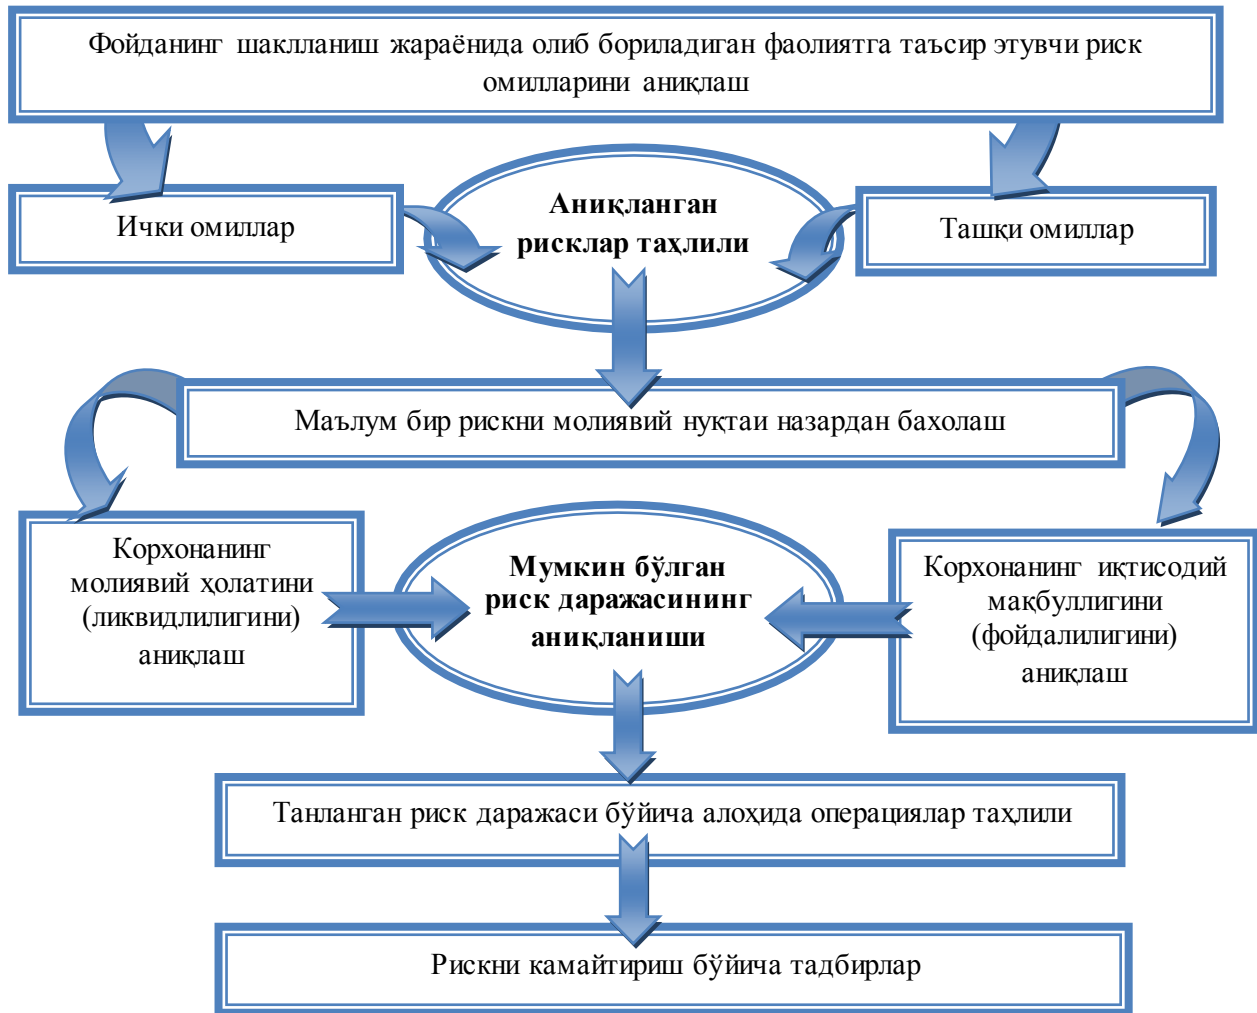 Фойданинг шаклланиш жараёнида олиб бориладиган фаолиятга таъсир этувчи риск
омилларини аниқлаш
Ички омиллар
Аниқланган
рисклар таҳлили
Ташқи омиллар
Маълум бир рискни молиявий нуқтаи назардан бахолаш
Корхонанинг
молиявий ҳолатини
(ликвидлилигини)
аниқлаш
Мумкин бўлган
риск даражасининг
аниқланиши
Корхонанинг иқтисодий
мақбуллигини
(фойдалилигини)
аниқлаш
Танланган риск даражаси бўйича алоҳида операциялар таҳлили
Рискни камайтириш бўйича тадбирлар